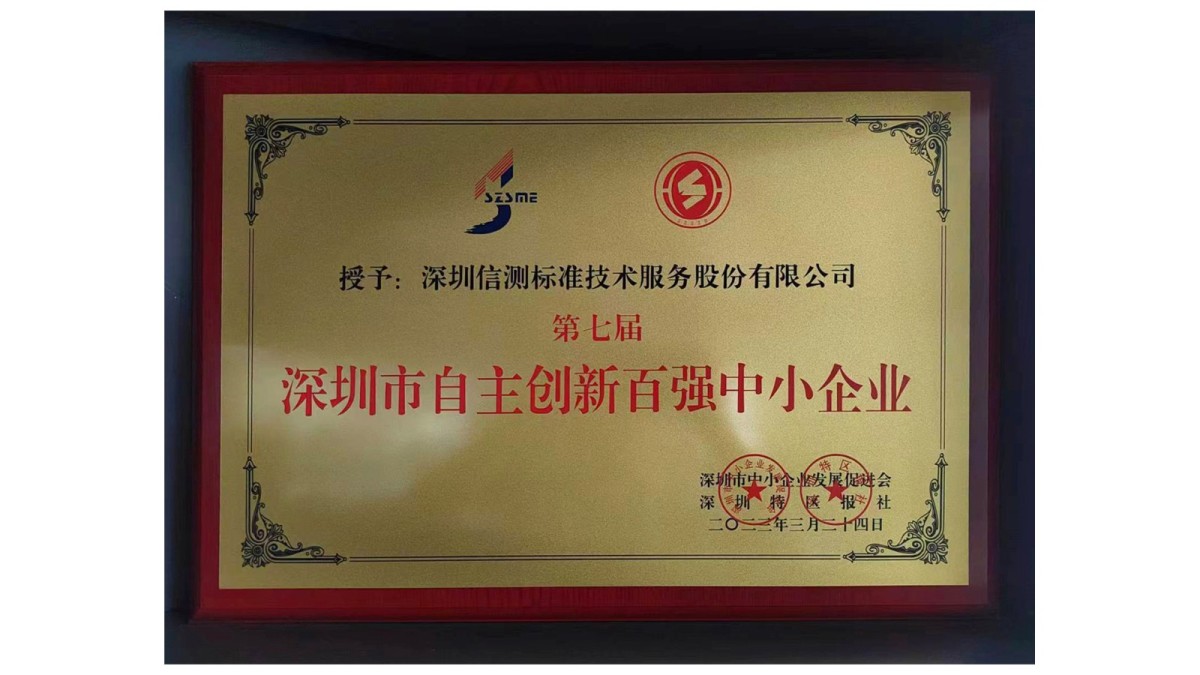 SZSME
授予：深圳信测标准技术服务股份有限公司
第七届
深圳市自主创新百强中小企业
深圳市中小企业发展促进会
深圳特区报社
二〇二三年三月二十四日